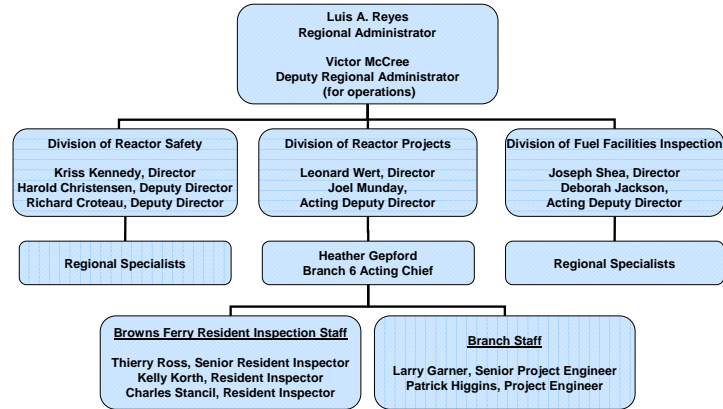 Luis A. Reyes
Regional Administrator
Victor McCree
Deputy Regional Administrator
(for operations)
Division of Reactor Safety
Kriss Kennedy, Director
Harold Christensen, Deputy Director
Richard Croteau, Deputy Director
Division of Reactor Projects
Leonard Wert, Director
Joel Munday,
Acting Deputy Director
Division of Fuel Facilities Inspection
Joseph Shea, Director
Deborah Jackson,
Acting Deputy Director
Regional Specialists
Heather Gepford
Branch 6 Acting Chief
Regional Specialists
Browns Ferry Resident Inspection Staff
Thierry Ross, Senior Resident Inspector
Kelly Korth, Resident Inspector
Charles Stancil, Resident Inspector
Branch Staff
Larry Garner, Senior Project Engineer
Patrick Higgins, Project Engineer